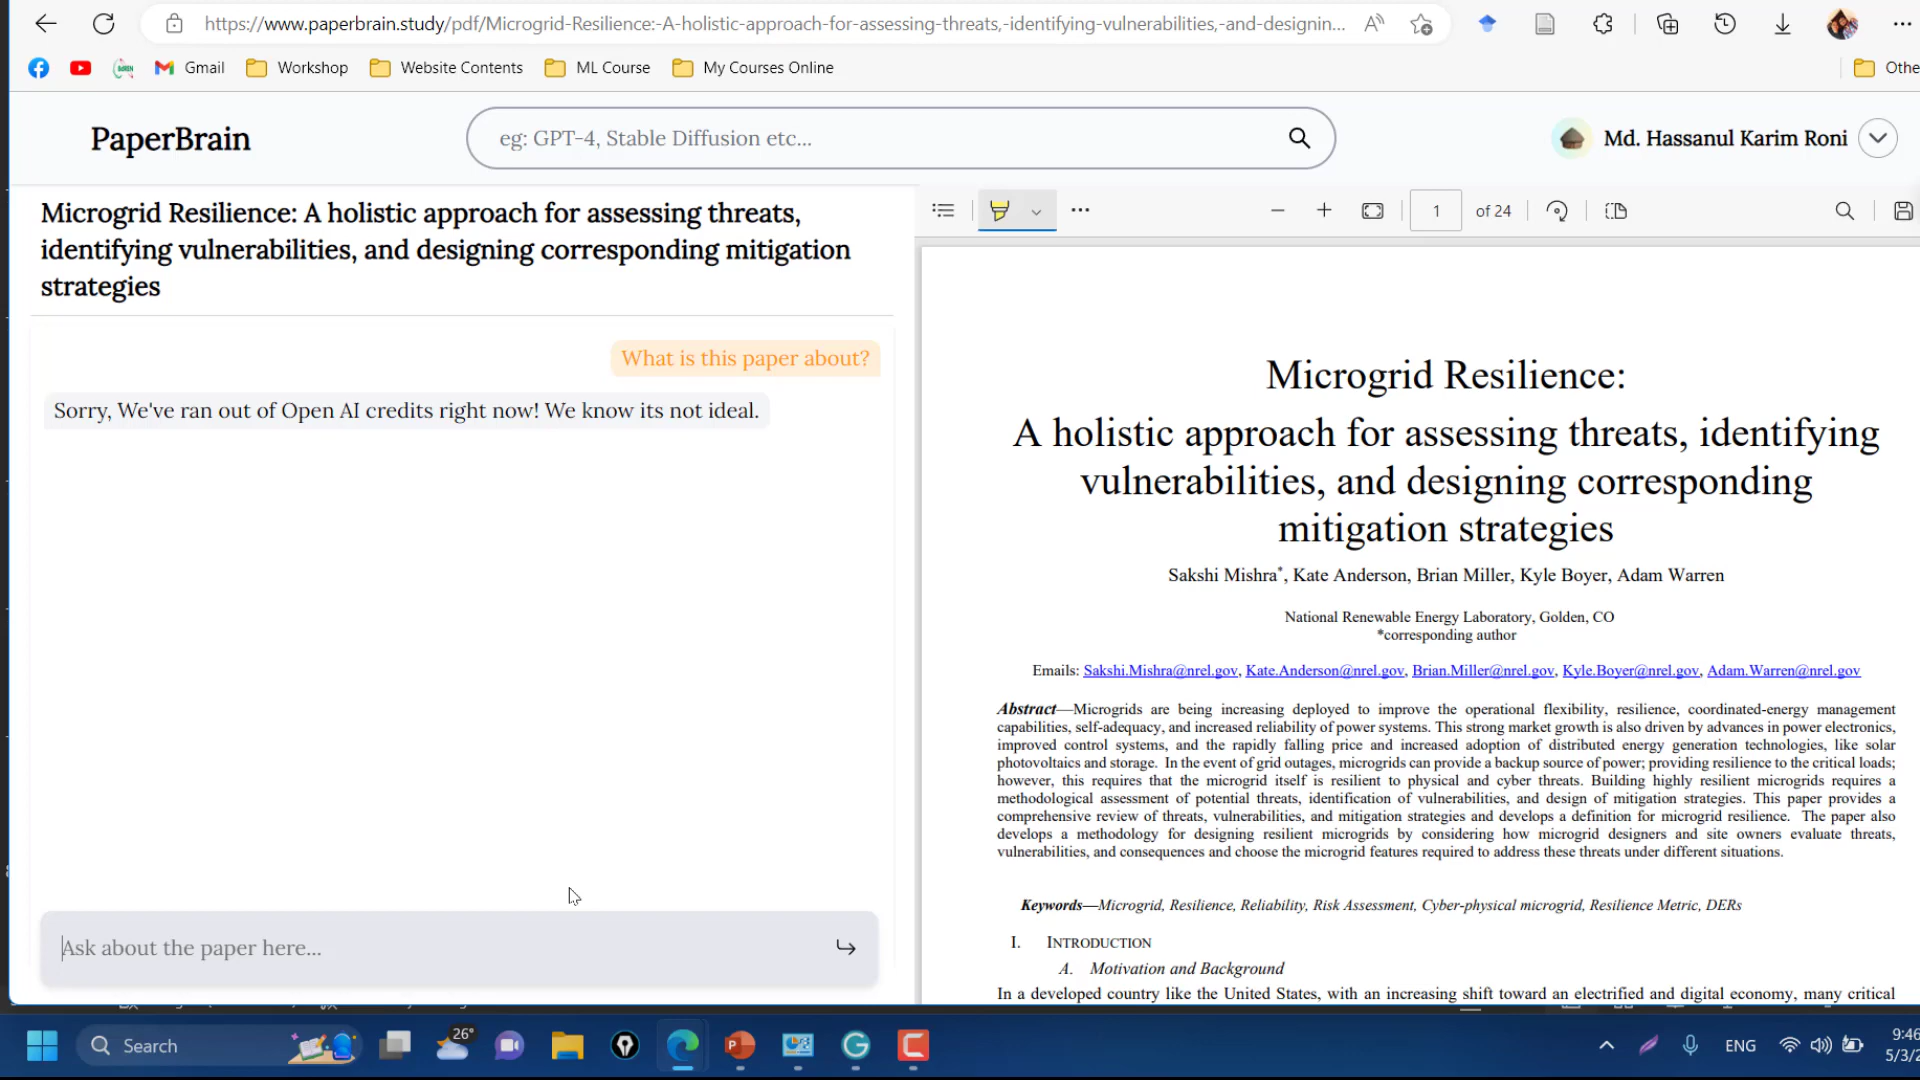 https://www.paperbrain.study/pdf/Microgrid-Resilience:-A-holistic-approach-for-assessing-threats,-identifying-vulnerabilities,-and-designin...
Gmail
Workshop
Website Contents
ML Course
My Courses Online
Othe
PaperBrain
eg: GPT-4, Stable Diffusion etc...
Md. Hassanul Karim Roni
Microgrid Resilience: A holistic approach for assessing threats,
identifying vulnerabilities, and designing corresponding mitigation
strategies
What is this paper about?
Sorry, We've ran out of Open AI credits right now! We know its not ideal.
Ask about the paper here...
1 of 24
Microgrid Resilience:
A holistic approach for assessing threats, identifying
vulnerabilities, and designing corresponding
mitigation strategies
Sakshi Mishra*, Kate Anderson, Brian Miller, Kyle Boyer, Adam Warren
National Renewable Energy Laboratory, Golden, CO
*corresponding author
Emails: Sakshi.Mishra@nrel.gov, Kate.Anderson@nrel.gov, Brian.Miller@nrel.gov, Kyle.Boyer@nrel.gov, Adam.Warren@nrel.gov
Abstract—Microgrids are being increasing deployed to improve the operational flexibility, resilience, coordinated-energy management
capabilities, self-adequacy, and increased reliability of power systems. This strong market growth is also driven by advances in power electronics,
improved control systems, and the rapidly falling price and increased adoption of distributed energy generation technologies, like solar
photovoltaics and storage. In the event of grid outages, microgrids can provide a backup source of power; providing resilience to the critical loads;
however, this requires that the microgrid itself is resilient to physical and cyber threats. Building highly resilient microgrids requires a
methodological assessment of potential threats, identification of vulnerabilities, and design of mitigation strategies. This paper provides a
comprehensive review of threats, vulnerabilities, and mitigation strategies and develops a definition for microgrid resilience. The paper also
develops a methodology for designing resilient microgrids by considering how microgrid designers and site owners evaluate threats,
vulnerabilities, and consequences and choose the microgrid features required to address these threats under different situations.
Keywords—Microgrid, Resilience, Reliability, Risk Assessment, Cyber-physical microgrid, Resilience Metric, DERs
I. INTRODUCTION
A. Motivation and Background
In a developed country like the United States, with an increasing shift toward an electrified and digital economy, many critical
Search
26°
ENG
9:46
5/3/2